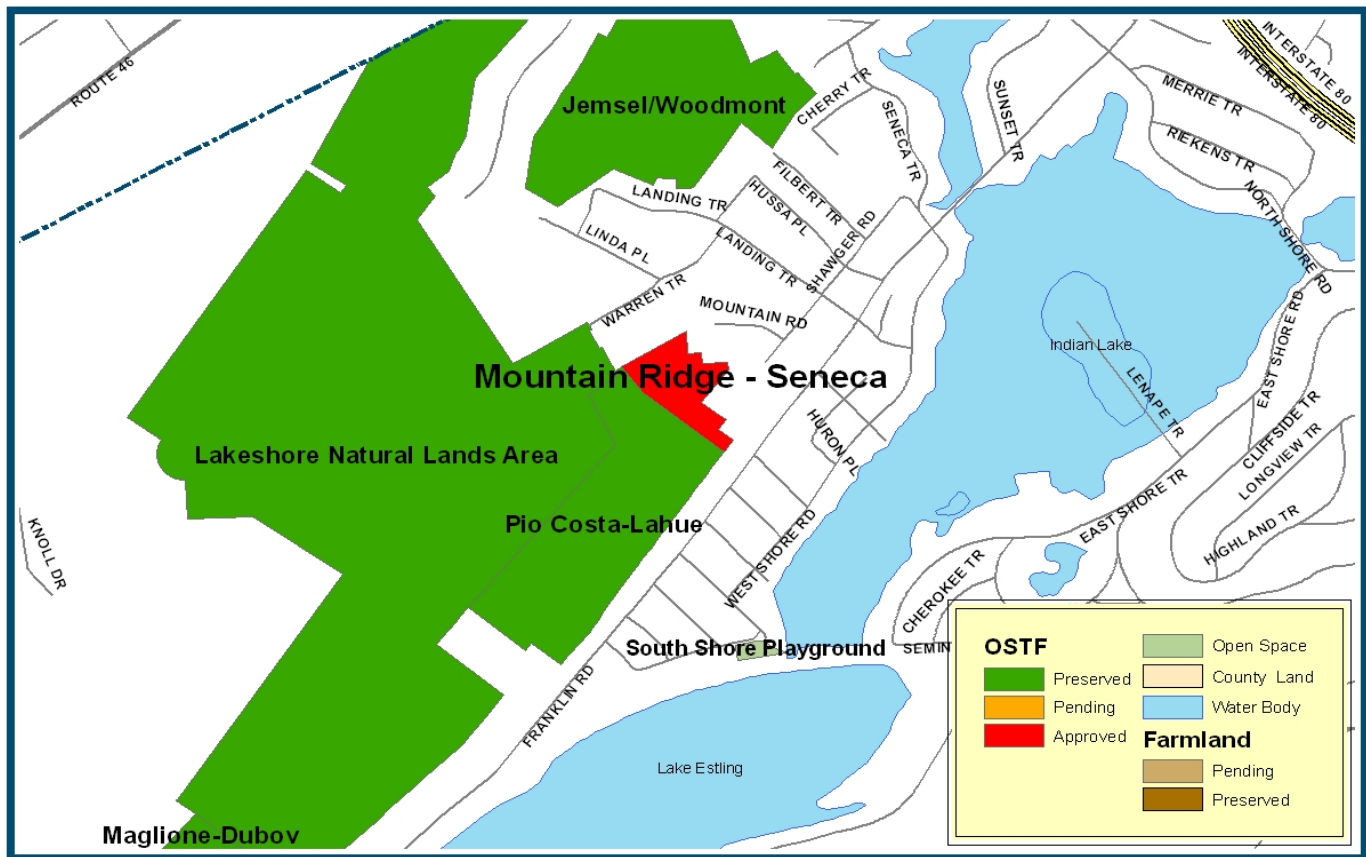 ROUTE 46
Jemsel/Woodmont
CHERRY TR
SENECA TR
SUNSET TR
INTERSTATE 80
INTERSTATE 80
MERRIE TR
RIEKENS TR
NORTH SHORE RD
LANDING TR
HUSSA PL
FILBERT TR
LINDA PL
LANDING TR
SHAWGER RD
WARREN TR
MOUNTAIN RD
EAST SHORE RD
Indian Lake
LENAPE TR
Mountain Ridge - Seneca
HURON PL
CLIFFSIDE TR
LONGVIEW TR
Lakeshore Natural Lands Area
Pio Costa-Lahue
EAST SHORE TR
HIGHLAND TR
KNOLL DR
WEST SHORE RD
CHEROKEE TR
South Shore Playground
SEMIN
FRANKLIN RD
Lake Estling
Maglione-Dubov
OSTF
Preserved
Pending
Approved
Open Space
County Land
Water Body
Farmland
Pending
Preserved